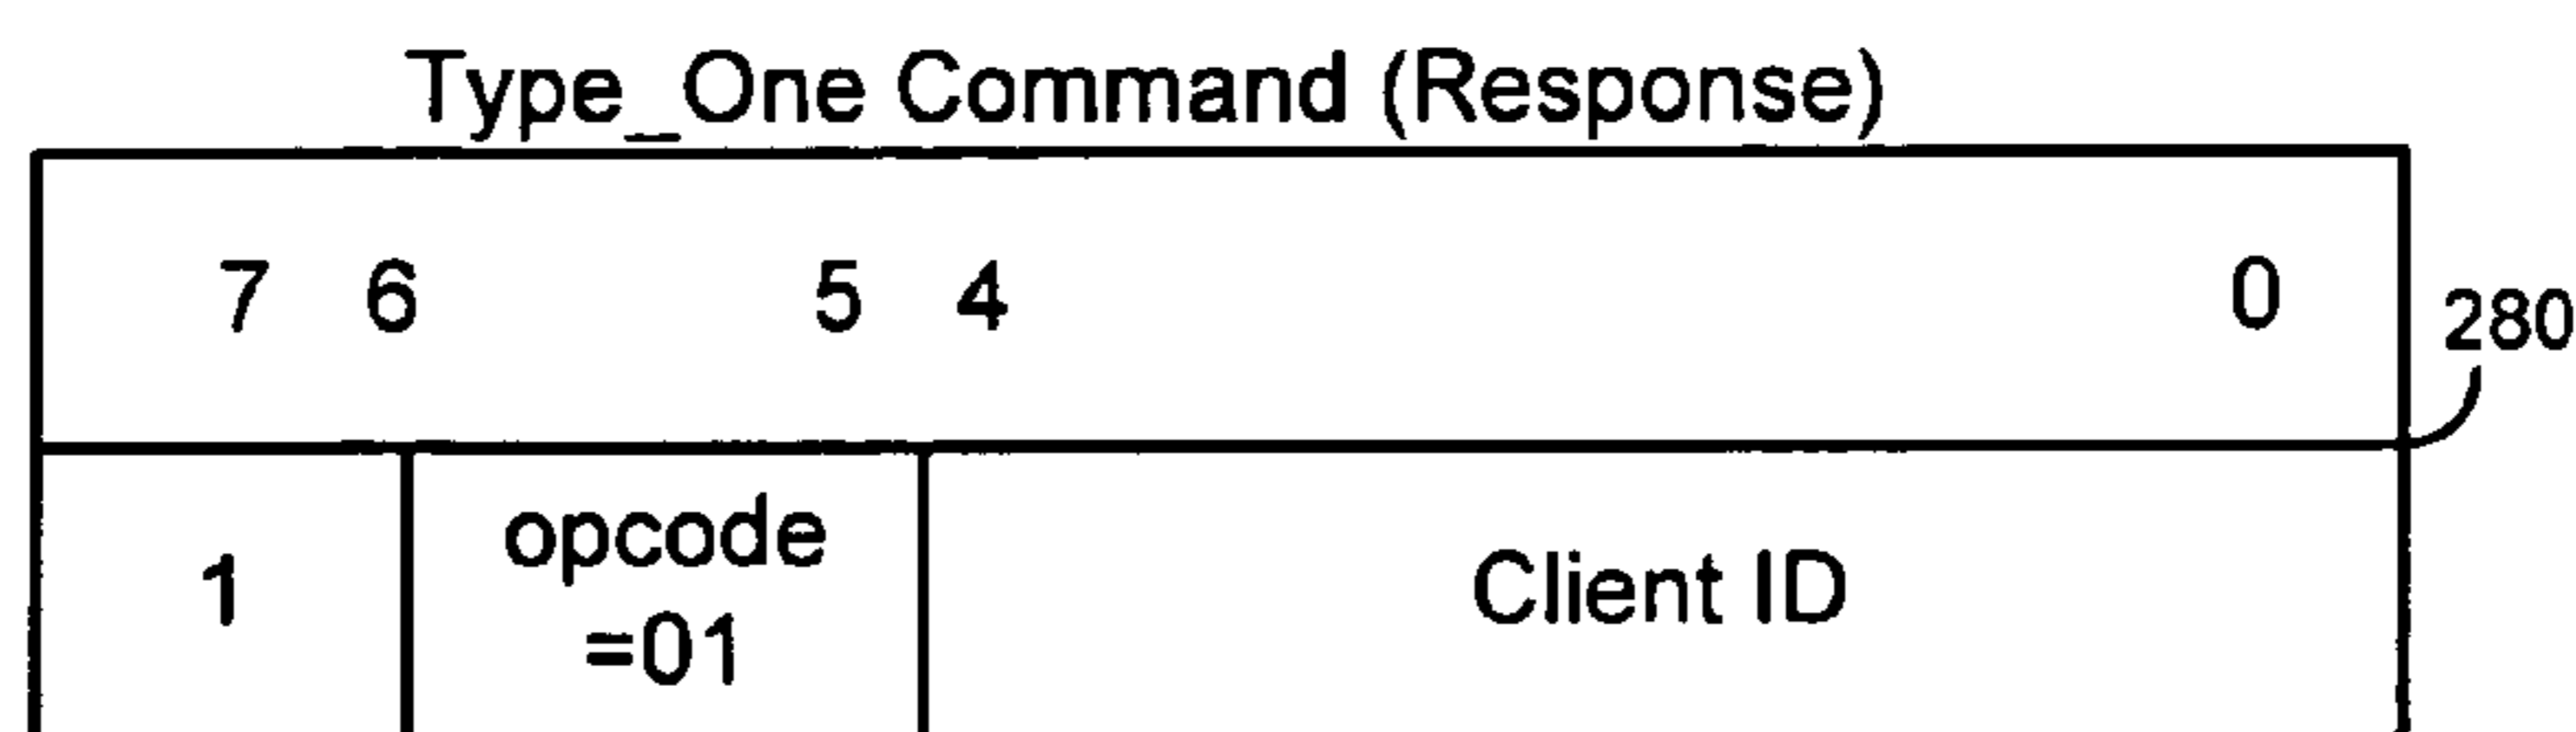 Type_One Command (Response)
7 6 5 4 0
280
1 opcode Client ID
=01